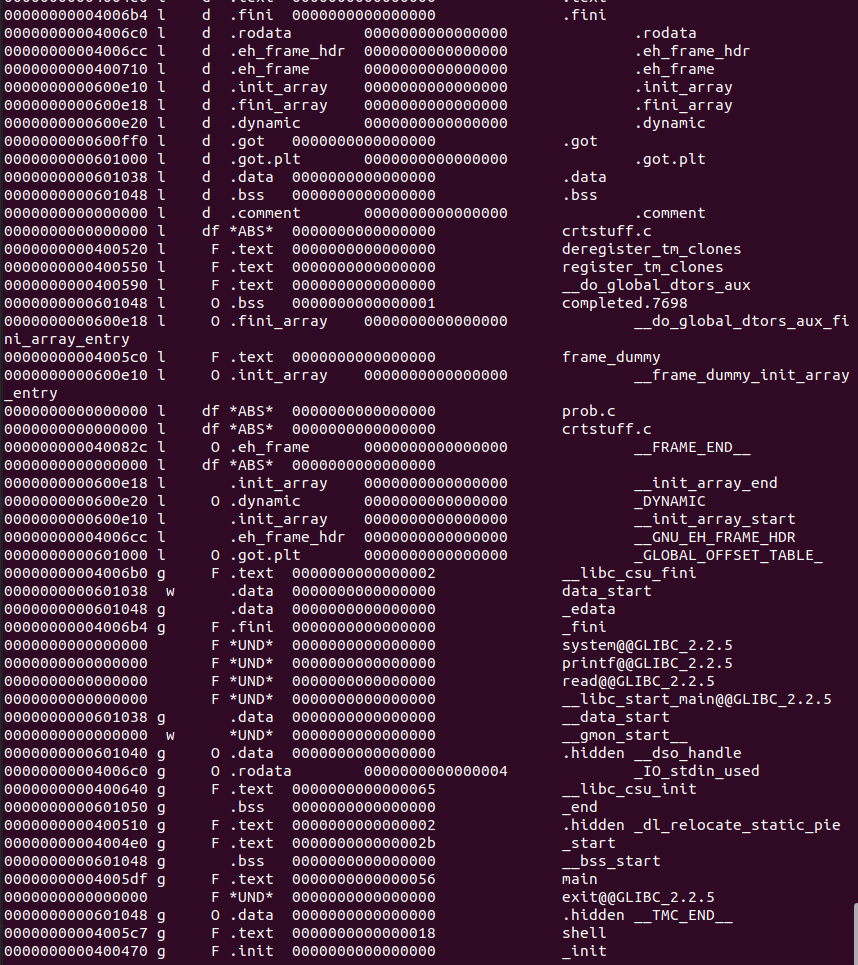 00000000004006b4 l    d  .fini  0000000000000000              .fini
00000000004006c0 l    d  .rodata        0000000000000000              .rodata
00000000004006cc l    d  .eh_frame_hdr  0000000000000000              .eh_frame_hdr
0000000000400710 l    d  .eh_frame      0000000000000000              .eh_frame
0000000000600e10 l    d  .init_array    0000000000000000              .init_array
0000000000600e18 l    d  .fini_array    0000000000000000              .fini_array
0000000000600e20 l    d  .dynamic       0000000000000000              .dynamic
0000000000600ff0 l    d  .got   0000000000000000              .got
0000000000601000 l    d  .got.plt       0000000000000000              .got.plt
0000000000601038 l    d  .data  0000000000000000              .data
0000000000601048 l    d  .bss   0000000000000000              .bss
0000000000000000 l    d  .comment       0000000000000000              .comment
0000000000000000 l    df *ABS*  0000000000000000              crtstuff.c
0000000000400520 l     F .text  0000000000000000              deregister_tm_clones
0000000000400550 l     F .text  0000000000000000              register_tm_clones
0000000000400590 l     F .text  0000000000000000              __do_global_dtors_aux
0000000000601048 l     O .bss   0000000000000001              completed.7698
0000000000600e18 l     O .fini_array    0000000000000000              __do_global_dtors_aux_fi
ni_array_entry
00000000004005c0 l     F .text  0000000000000000              frame_dummy
0000000000600e10 l     O .init_array    0000000000000000              __frame_dummy_init_array
_entry
0000000000000000 l    df *ABS*  0000000000000000              prob.c
0000000000000000 l    df *ABS*  0000000000000000              crtstuff.c
000000000040082c l     O .eh_frame      0000000000000000              __FRAME_END__
0000000000000000 l    df *ABS*  0000000000000000
0000000000600e18 l       .init_array    0000000000000000              __init_array_end
0000000000600e20 l     O .dynamic       0000000000000000              _DYNAMIC
0000000000600e10 l       .init_array    0000000000000000              __init_array_start
00000000004006cc l       .eh_frame_hdr  0000000000000000              __GNU_EH_FRAME_HDR
0000000000601000 l     O .got.plt       0000000000000000              _GLOBAL_OFFSET_TABLE_
00000000004006b0 g     F .text  0000000000000002              __libc_csu_fini
0000000000601038  w      .data  0000000000000000              data_start
0000000000601048 g       .data  0000000000000000              _edata
00000000004006b4 g     F .fini  0000000000000000              _fini
0000000000000000       F *UND*  0000000000000000              system@@GLIBC_2.2.5
0000000000000000       F *UND*  0000000000000000              printf@@GLIBC_2.2.5
0000000000000000       F *UND*  0000000000000000              read@@GLIBC_2.2.5
0000000000000000       F *UND*  0000000000000000              __libc_start_main@@GLIBC_2.2.5
0000000000601038 g       .data  0000000000000000              __data_start
0000000000000000  w      *UND*  0000000000000000              __gmon_start__
0000000000601040 g     O .data  0000000000000000              .hidden __dso_handle
00000000004006c0 g     O .rodata        0000000000000004              _IO_stdin_used
0000000000400640 g     F .text  0000000000000065              __libc_csu_init
0000000000601050 g       .bss   0000000000000000              _end
0000000000400510 g     F .text  0000000000000002              .hidden _dl_relocate_static_pie
00000000004004e0 g     F .text  000000000000002b              _start
0000000000601048 g       .bss   0000000000000000              __bss_start
00000000004005df g     F .text  0000000000000056              main
0000000000000000       F *UND*  0000000000000000              exit@@GLIBC_2.2.5
0000000000601048 g     O .data  0000000000000000              .hidden __TMC_END__
00000000004005c7 g     F .text  0000000000000018              shell
0000000000400470 g     F .init  0000000000000000              _init